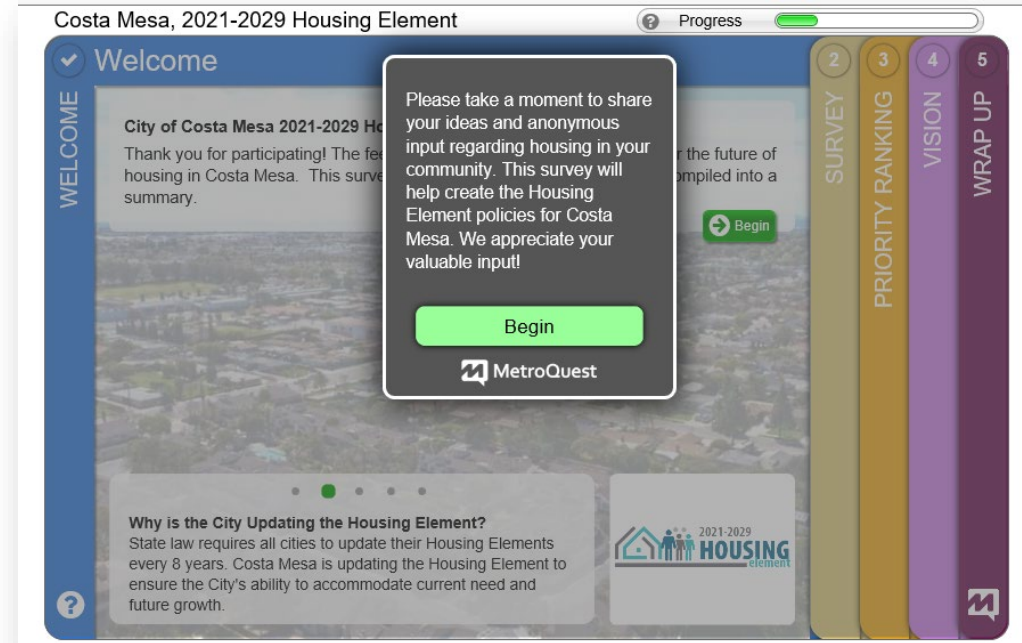 Costa Mesa, 2021-2029 Housing Element
? Progress
Welcome
WELCOME
City of Costa Mesa 2021-2029 Ho
Thank you for participating! The fee
r the future of
housing in Costa Mesa. This surve
ompiled into a
summary.
Begin
Please take a moment to share
your ideas and anonymous
input regarding housing in your
community. This survey will
help create the Housing
Element policies for Costa
Mesa. We appreciate your
valuable input!
Begin
MetroQuest
Why is the City Updating the Housing Element?
State law requires all cities to update their Housing Elements
every 8 years. Costa Mesa is updating the Housing Element to
ensure the City's ability to accommodate current need and
future growth.
2021-2029
HOUSING
element
?
2
SURVEY
3
PRIORITY RANKING
4
VISION
5
WRAP UP